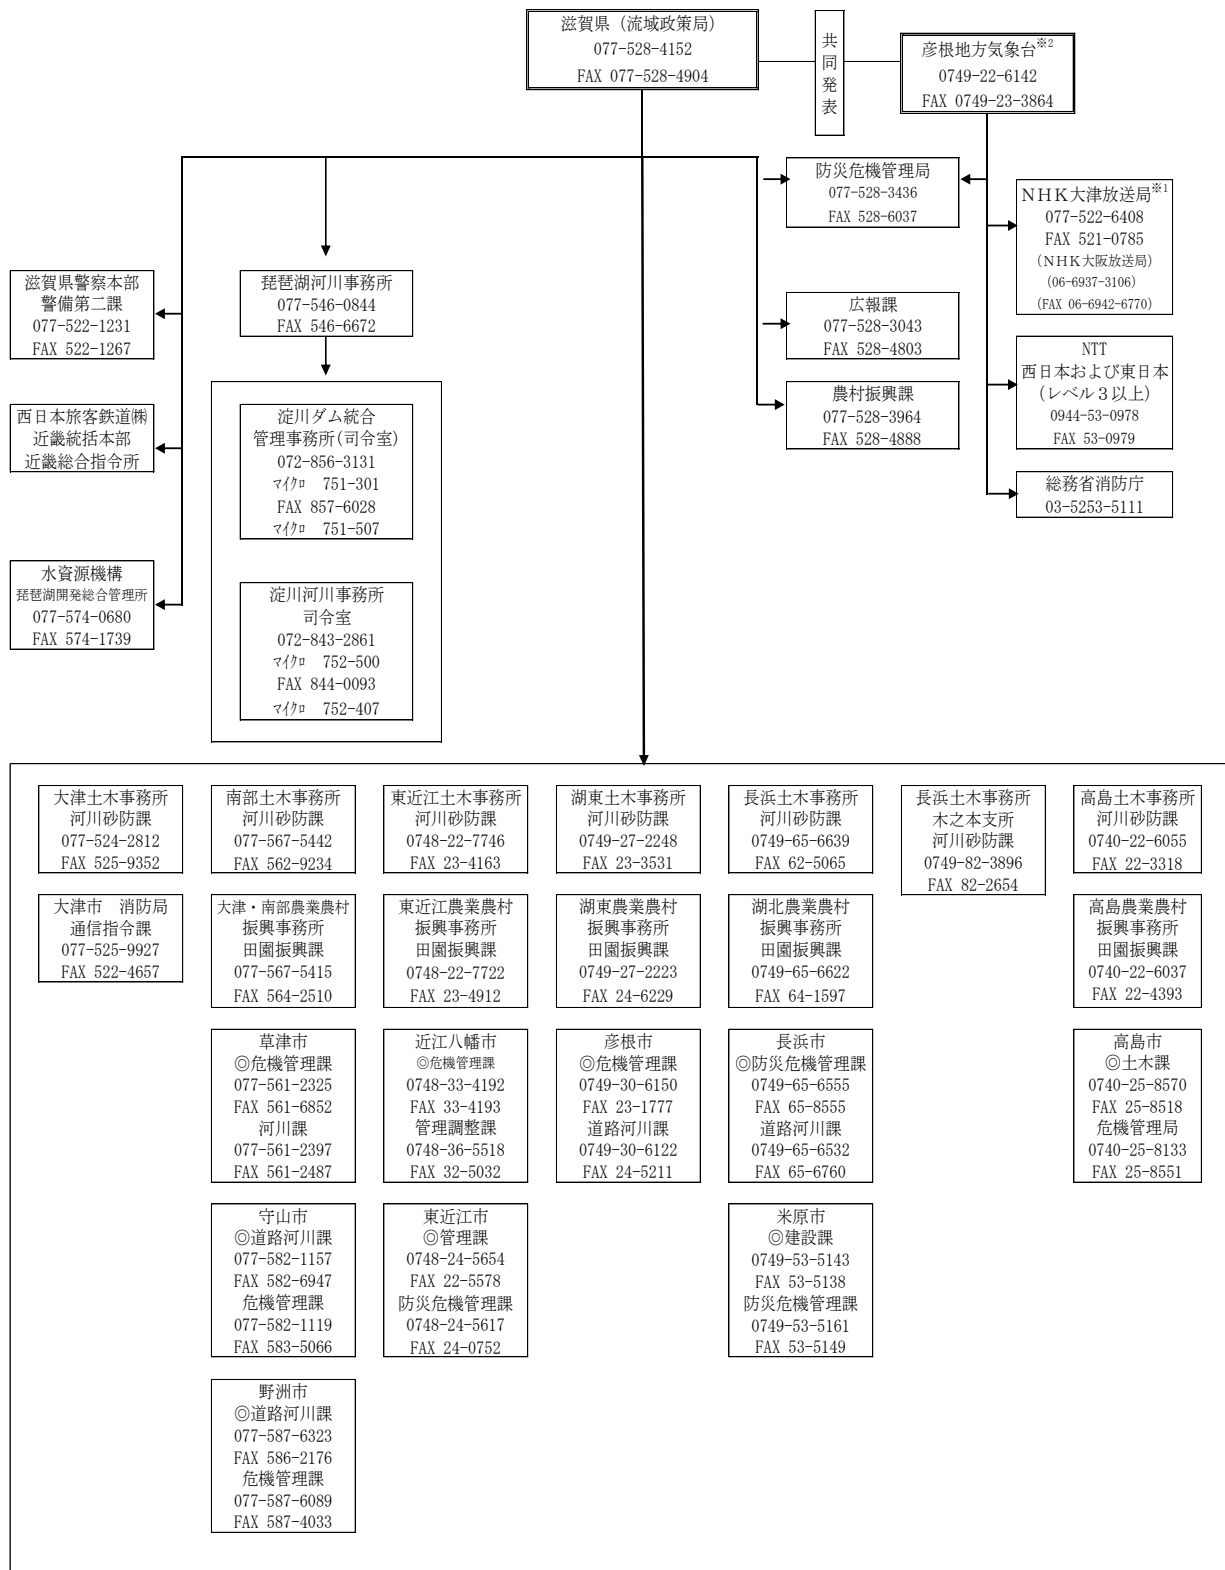 滋賀県（流域政策局）
077-528-4152
FAX 077-528-4904
共同発表
彦根地方気象台※2
0749-22-6142
FAX 0749-23-3864
防災危機管理局
077-528-3436
FAX 528-6037
NHK大津放送局※1
077-522-6408
FAX 521-0785
(NHK大阪放送局)
(06-6937-3106)
(FAX 06-6942-6770)
滋賀県警察本部
警備第二課
077-522-1231
FAX 522-1267
琵琶湖河川事務所
077-546-0844
FAX 546-6672
広報課
077-528-3043
FAX 528-4803
NTT
西日本および東日本
(レベル３以上)
0944-53-0978
FAX 53-0979
西日本旅客鉄道㈱
近畿統括本部
近畿総合指令所
淀川ダム統合
管理事務所(司令室)
072-856-3131
ﾏｲｸﾛ 751-301
FAX 857-6028
ﾏｲｸﾛ 751-507
農村振興課
077-528-3964
FAX 528-4888
総務省消防庁
03-5253-5111
水資源機構
琵琶湖開発総合管理所
077-574-0680
FAX 574-1739
淀川河川事務所
司令室
072-843-2861
ﾏｲｸﾛ 752-500
FAX 844-0093
ﾏｲｸﾛ 752-407
大津土木事務所
河川砂防課
077-524-2812
FAX 525-9352
南部土木事務所
河川砂防課
077-567-5442
FAX 562-9234
東近江土木事務所
河川砂防課
0748-22-7746
FAX 23-4163
湖東土木事務所
河川砂防課
0749-27-2248
FAX 23-3531
長浜土木事務所
河川砂防課
0749-65-6639
FAX 62-5065
長浜土木事務所
木之本支所
河川砂防課
0749-82-3896
FAX 82-2654
高島土木事務所
河川砂防課
0740-22-6055
FAX 22-3318
大津市　消防局
通信指令課
077-525-9927
FAX 522-4657
大津・南部農業農村
振興事務所
田園振興課
077-567-5415
FAX 564-2510
東近江農業農村
振興事務所
田園振興課
0748-22-7722
FAX 23-4912
湖東農業農村
振興事務所
田園振興課
0749-27-2223
FAX 24-6229
湖北農業農村
振興事務所
田園振興課
0749-65-6622
FAX 64-1597
高島農業農村
振興事務所
田園振興課
0740-22-6037
FAX 22-4393
草津市
◎危機管理課
077-561-2325
FAX 561-6852
河川課
077-561-2397
FAX 561-2487
近江八幡市
◎危機管理課
0748-33-4192
FAX 33-4193
管理調整課
0748-36-5518
FAX 32-5032
彦根市
◎危機管理課
0749-30-6150
FAX 23-1777
道路河川課
0749-30-6122
FAX 24-5211
長浜市
◎防災危機管理課
0749-65-6555
FAX 65-8555
道路河川課
0749-65-6532
FAX 65-6760
高島市
◎土木課
0740-25-8570
FAX 25-8518
危機管理局
0740-25-8133
FAX 25-8551
守山市
◎道路河川課
077-582-1157
FAX 582-6947
危機管理課
077-582-1119
FAX 583-5066
東近江市
◎管理課
0748-24-5654
FAX 22-5578
防災危機管理課
0748-24-5617
FAX 24-0752
米原市
◎建設課
0749-53-5143
FAX 53-5138
防災危機管理課
0749-53-5161
FAX 53-5149
野洲市
◎道路河川課
077-587-6323
FAX 586-2176
危機管理課
077-587-6089
FAX 587-4033